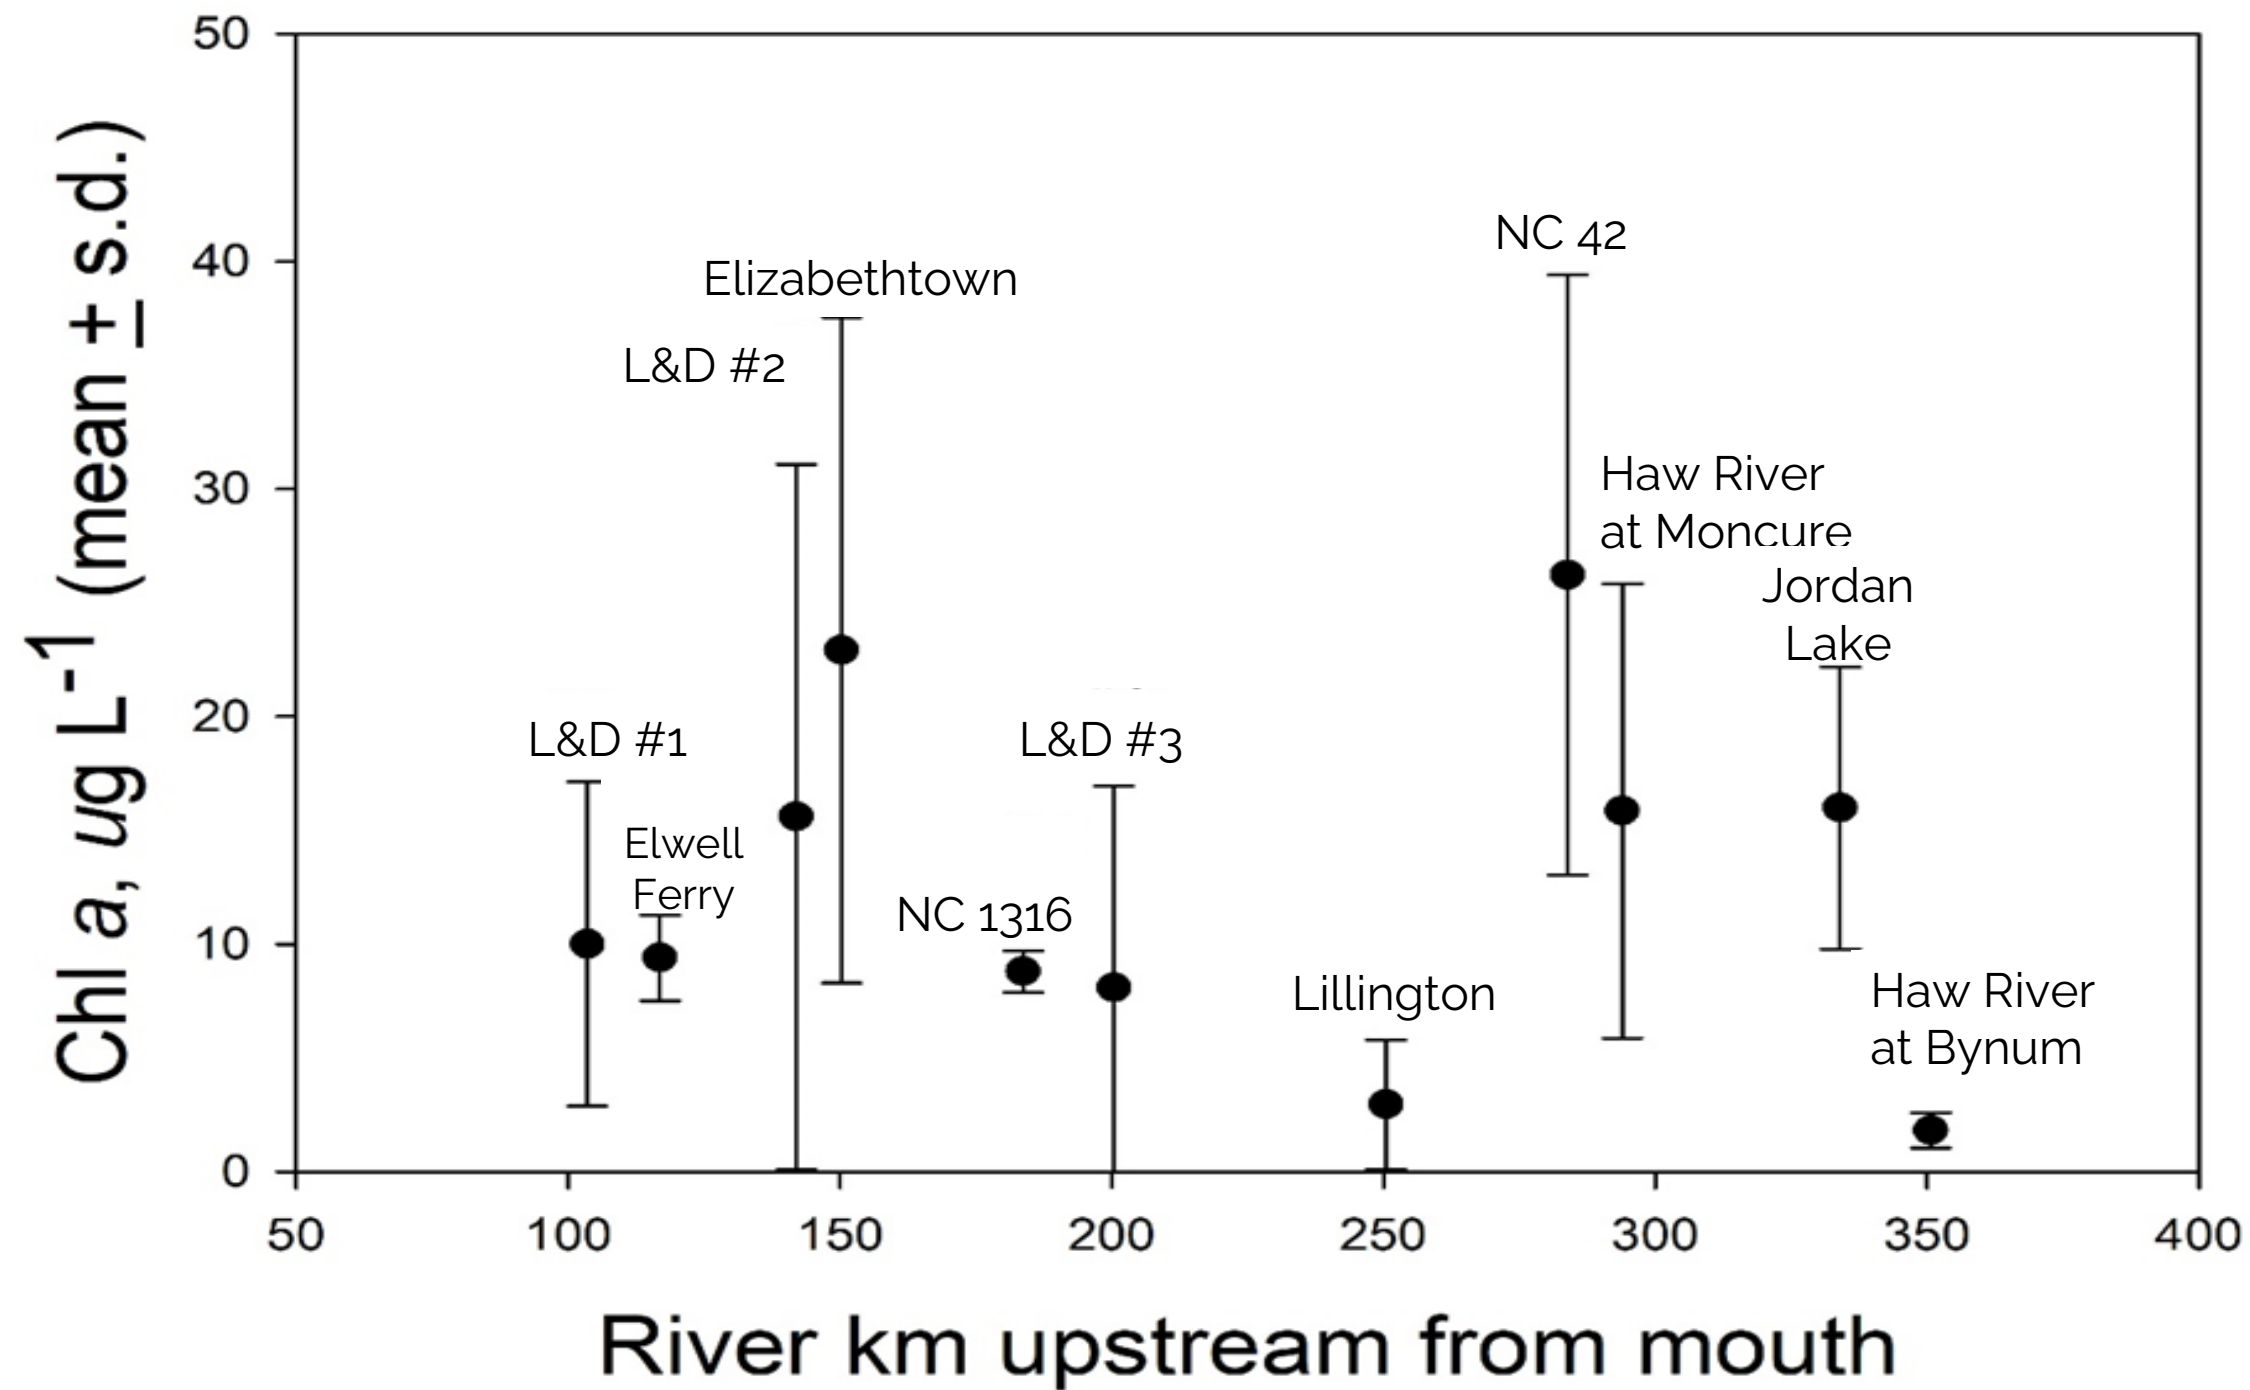 50
40
30
20
10
0
Chl a, ug L-1 (mean ± s.d.)
NC 42
Elizabethtown
L&D #2
Haw River
at Moncure
Jordan
Lake
L&D #1
L&D #3
Elwell
Ferry
NC 1316
Lillington
Haw River
at Bynum
50 100 150 200 250 300 350 400
River km upstream from mouth